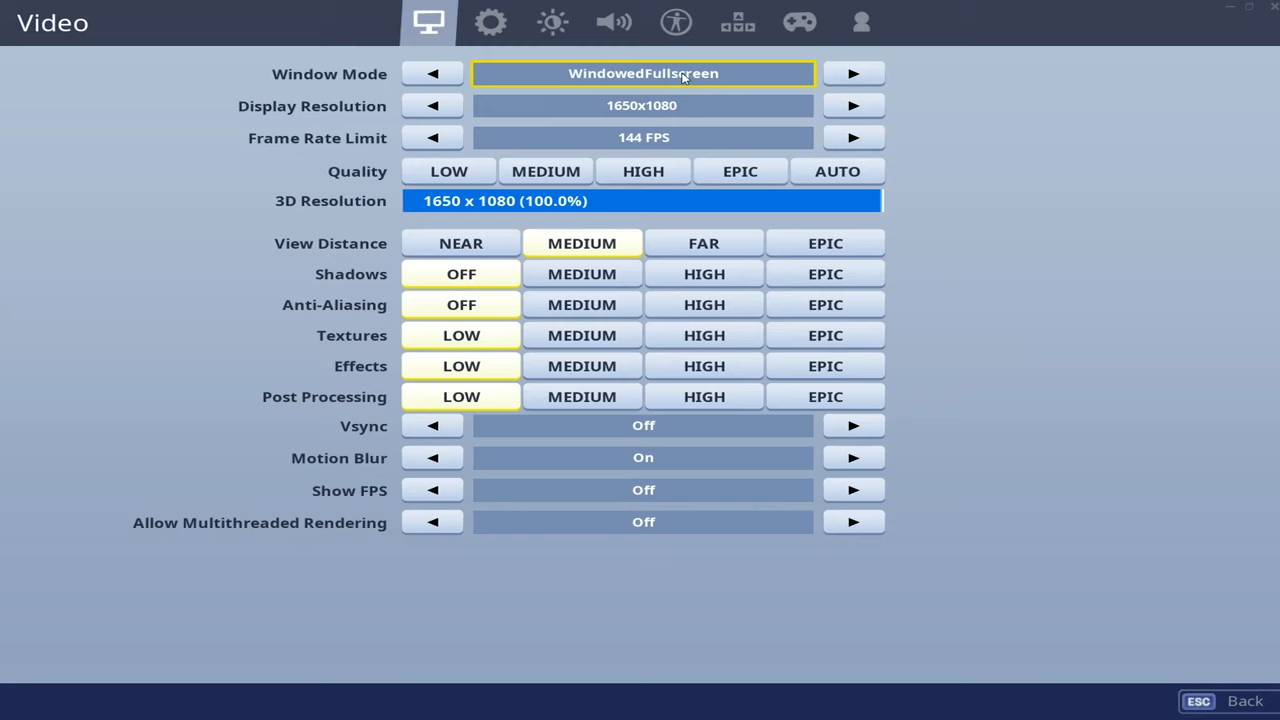 Video
Window Mode WindowedFullscreen
Display Resolution 1650x1080
Frame Rate Limit 144 FPS
Quality LOW MEDIUM HIGH EPIC AUTO
3D Resolution 1650 x 1080 (100.0%)
View Distance NEAR MEDIUM FAR EPIC
Shadows OFF MEDIUM HIGH EPIC
Anti-Aliasing OFF MEDIUM HIGH EPIC
Textures LOW MEDIUM HIGH EPIC
Effects LOW MEDIUM HIGH EPIC
Post Processing LOW MEDIUM HIGH EPIC
Vsync Off
Motion Blur On
Show FPS Off
Allow Multithreaded Rendering Off
ESC Back